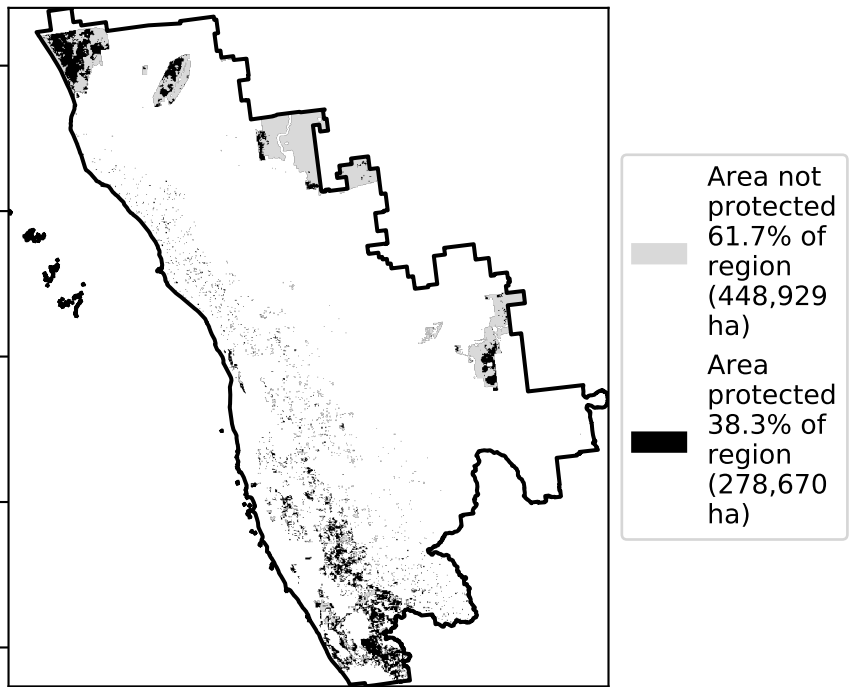 Area not
protected
61.7% of
region
(448,929
ha)
Area
protected
38.3% of
region
(278,670
ha)